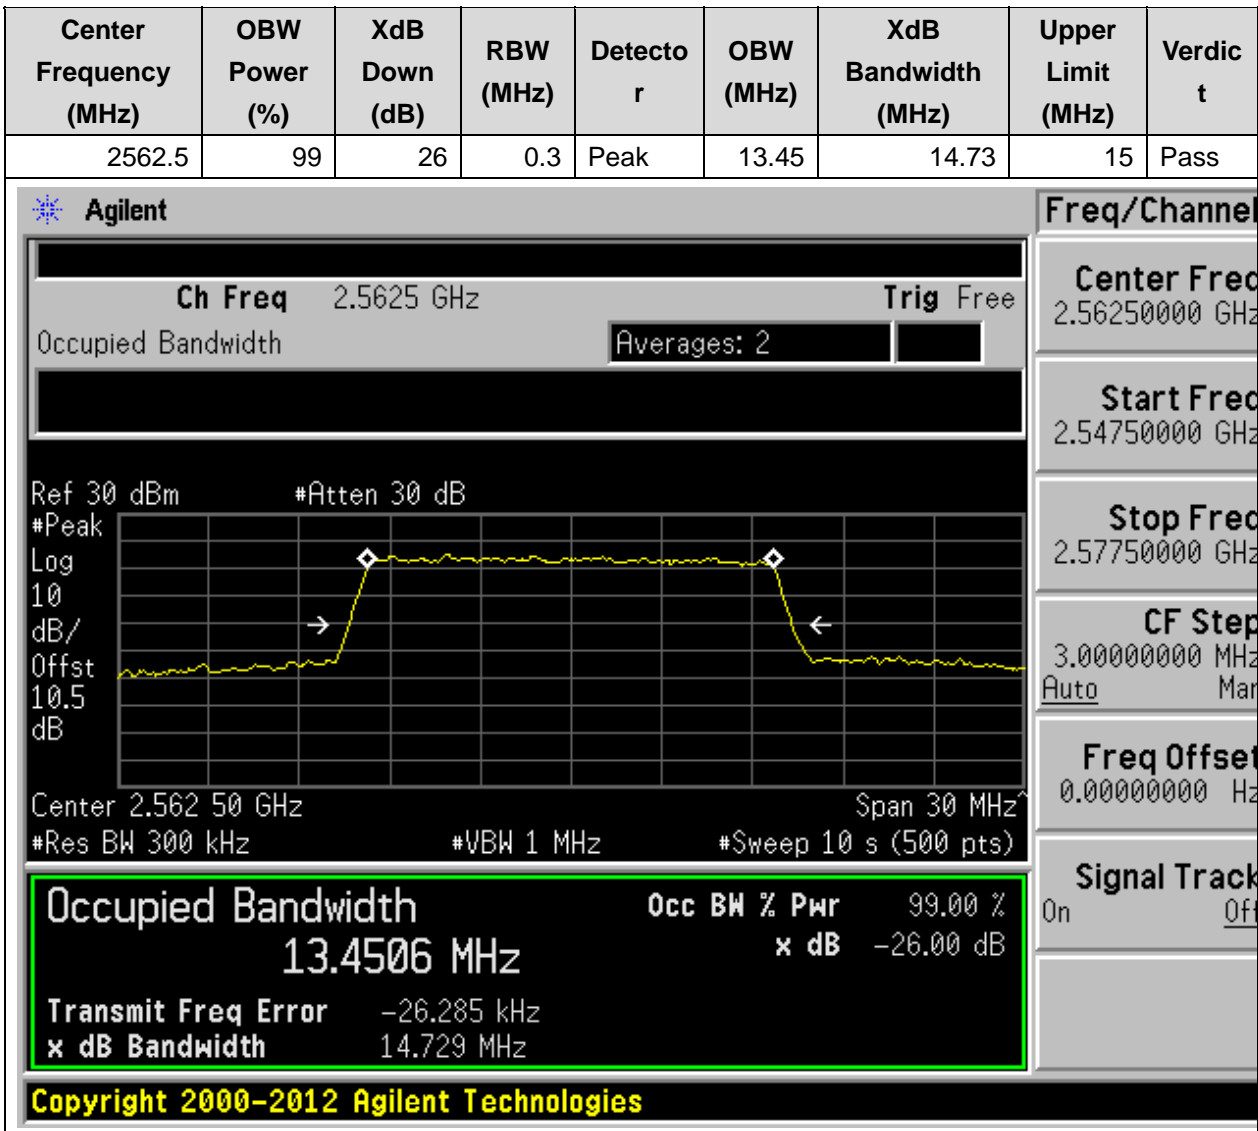 Center Frequency (MHz) OBW Power (%) XdB Down (dB) RBW (MHz) Detecto r OBW (MHz) XdB Bandwidth (MHz) Upper Limit (MHz) Verdic t
2562.5 99 26 0.3 Peak 13.45 14.73 15 Pass
Agilent
Freq/Channel
Ch Freq 2.5625 GHz Trig Free
Occupied Bandwidth Averages: 2
Center Freq
2.56250000 GHz
Start Freq
2.54750000 GHz
Stop Freq
2.57750000 GHz
CF Step
3.00000000 MHz
Auto Man
Freq Offset
0.00000000 Hz
Signal Track
On Off
Ref 30 dBm #Atten 30 dB
#Peak
Log
10
dB/
Offst
10.5
dB
Center 2.562 50 GHz Span 30 MHz^
#Res BW 300 kHz #VBW 1 MHz #Sweep 10 s (500 pts)
Occupied Bandwidth Occ BW % Pwr 99.00 %
13.4506 MHz x dB -26.00 dB
Transmit Freq Error -26.285 kHz
x dB Bandwidth 14.729 MHz
Copyright 2000-2012 Agilent Technologies